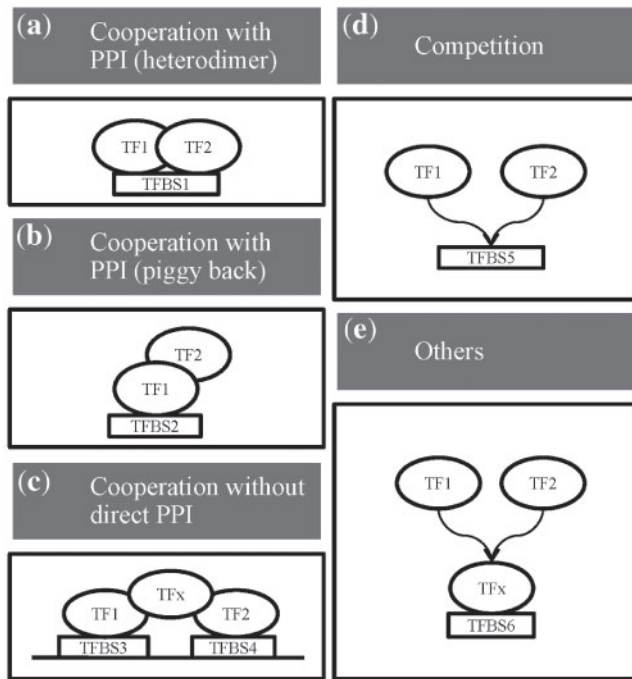 (a) Cooperation with
PPI (heterodimer)
TF1 TF2
TFBS1
(b) Cooperation with
PPI (piggy back)
TF2
TF1
TFBS2
(c) Cooperation without
direct PPI
TFx
TF1 TF2
TFBS3 TFBS4
(d) Competition
TF1 TF2
TFBS5
(e) Others
TF1 TF2
TFx
TFBS6